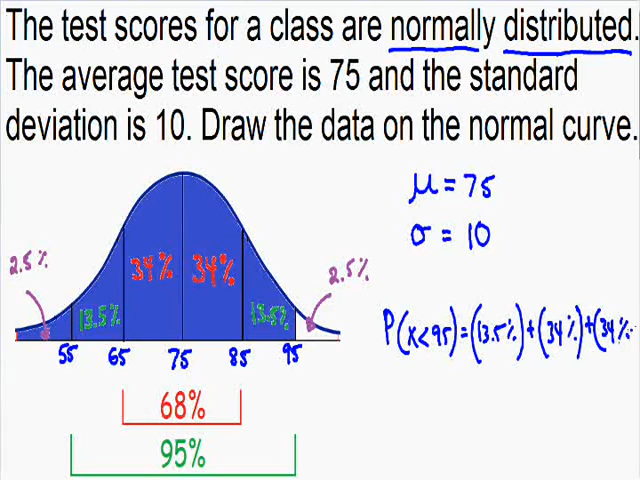 The test scores for a class are normally distributed.
The average test score is 75 and the standard
deviation is 10. Draw the data on the normal curve.
μ = 75
σ = 10
2.5% 34% 34% 2.5%
13.5% 13.5%
P(x<95) = (13.5%) + (34%) + (34%
55 65 75 85 95
68%
95%